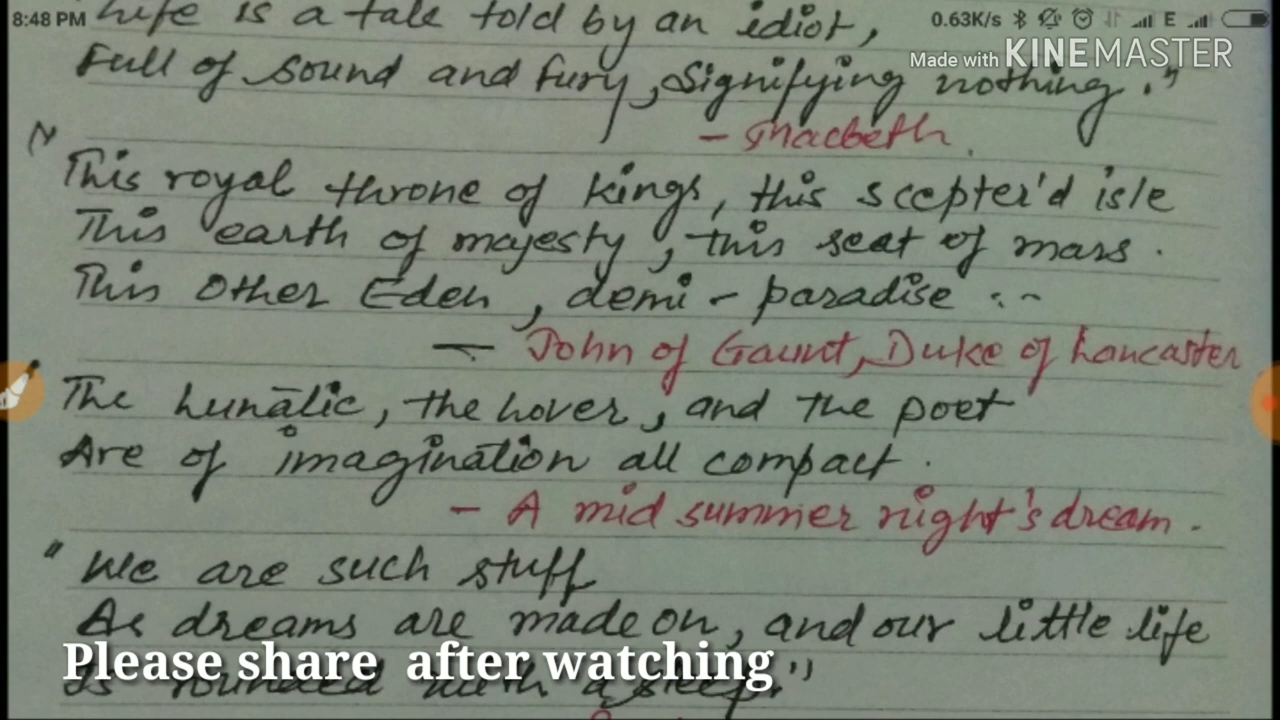 8:48 PM 0.63K/s E
Life is a tale told by an idiot,
Made with KINEMASTER
Full of sound and fury, Signifying nothing."
- Macbeth.
"This royal throne of kings, this scepter'd isle
This earth of majesty, this seat of mars.
This Other Eden, demi-paradise ..~
— John of Gaunt, Duke of Lancaster
" The Lunatic, the Lover, and the poet
Are of imagination all compact.
- A mid summer night's dream.
" We are such stuff
As dreams are made on, and our little life
Please share after watching
Is rounded with a sleep."